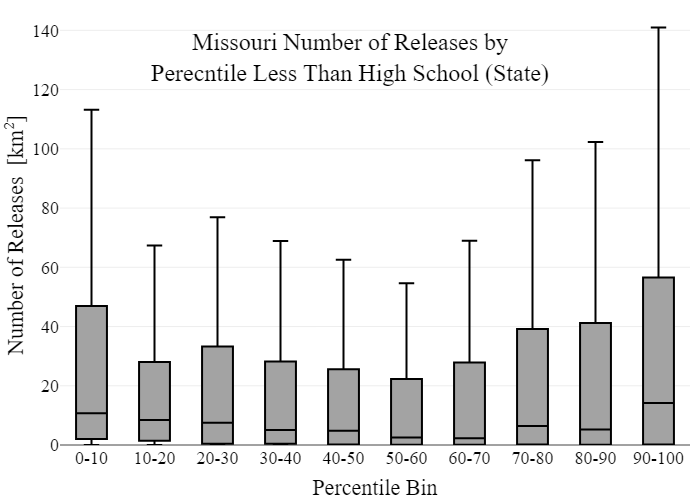 Missouri Number of Releases by
Perecntile Less Than High School (State)
Number of Releases [km²]
140
120
100
80
60
40
20
0
0-10 10-20 20-30 30-40 40-50 50-60 60-70 70-80 80-90 90-100
Percentile Bin